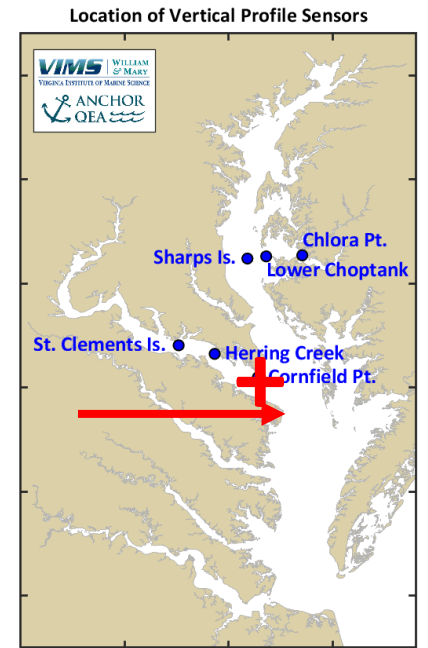 Location of Vertical Profile Sensors
VIMS | WILLIAM & MARY
VIRGINIA INSTITUTE OF MARINE SCIENCE
ANCHOR
QEA
Chlora Pt.
Sharps Is.
Lower Choptank
St. Clements Is.
Herring Creek
Cornfield Pt.